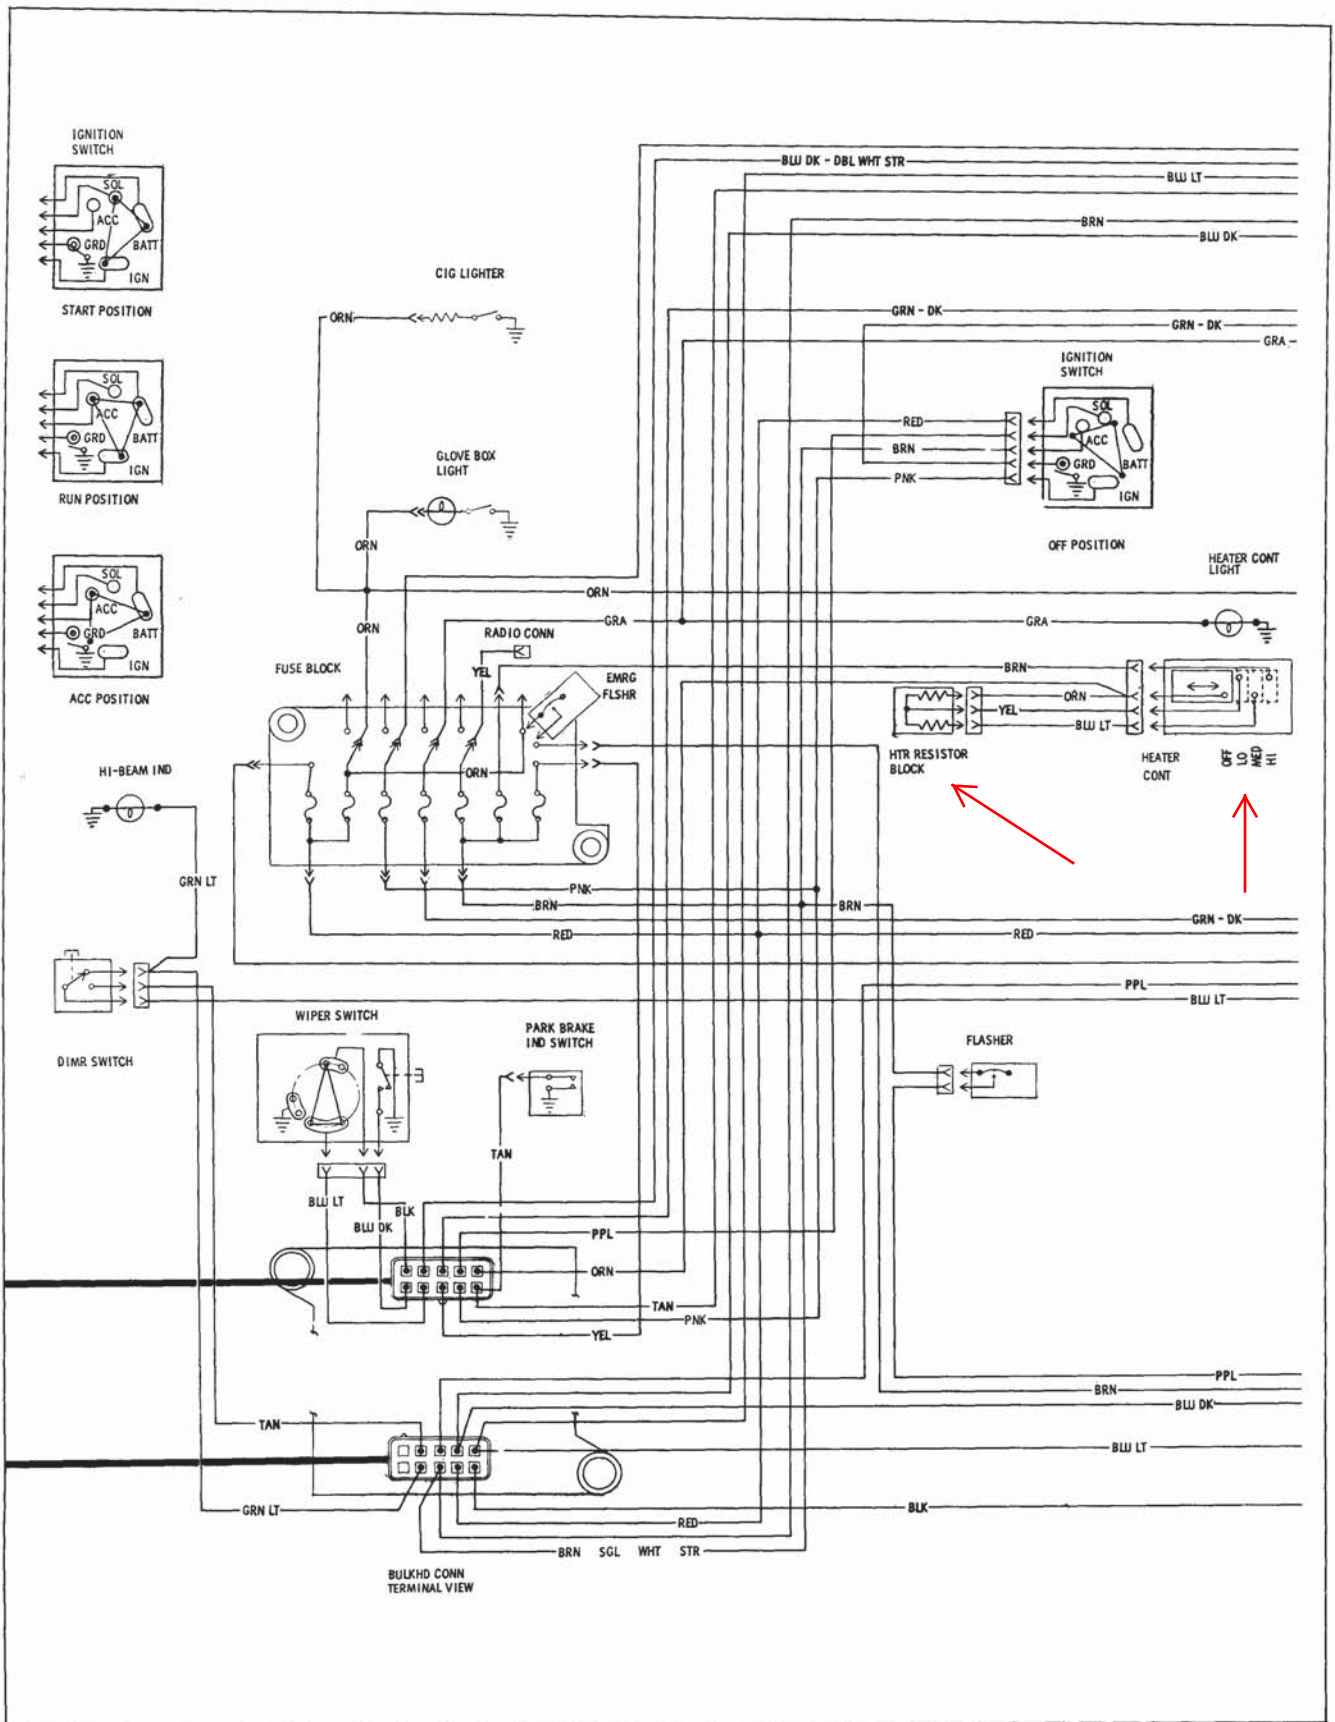 IGNITION
SWITCH
SOL
ACC
GRD
BATT
IGN
START POSITION
SOL
ACC
GRD
BATT
IGN
RUN POSITION
SOL
ACC
GRD
BATT
IGN
ACC POSITION
BLU DK - DBL WHT STR
BLU LT
BRN
BLU DK
CIG LIGHTER
ORN
GRN - DK
GRN - DK
GRA
IGNITION
SWITCH
RED
BRN
PNK
SOL
ACC
GRD
BATT
IGN
OFF POSITION
GLOVE BOX
LIGHT
ORN
HEATER CONT
LIGHT
ORN
ORN
GRA
GRA
RADIO CONN
YEL
FUSE BLOCK
EMRG
FLSHR
BRN
ORN
YEL
BLU LT
HTR RESISTOR
BLOCK
HEATER
CONT
OFF
LO
MED
HI
ORN
HI-BEAM IND
GRN LT
PNK
BRN
BRN
GRN - DK
RED
RED
PPL
BLU LT
DIMR SWITCH
WIPER SWITCH
PARK BRAKE
IND SWITCH
FLASHER
TAN
BLU LT
BLK
BLU DK
PPL
ORN
TAN
PNK
YEL
PPL
BRN
BLU DK
TAN
BLU LT
GRN LT
BLK
RED
BRN SGL WHT STR
BULKHD CONN
TERMINAL VIEW